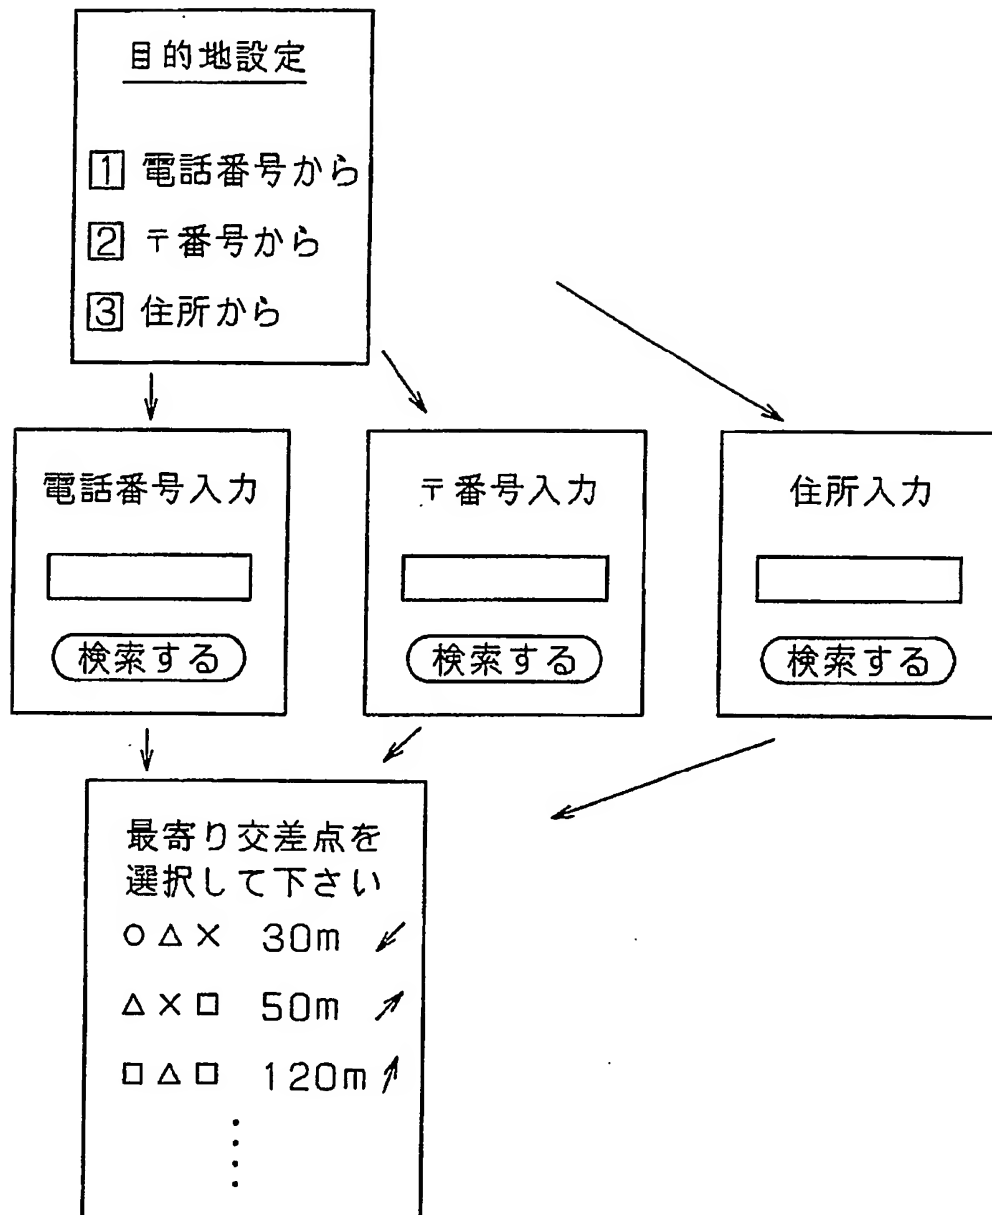 目的地設定
1 電話番号から
2 〒番号から
3 住所から
電話番号入力
検索する
〒番号入力
検索する
住所入力
検索する
最寄り交差点を
選択して下さい
○△× 30m ↙
△×□ 50m ↗
□△□ 120m ↗